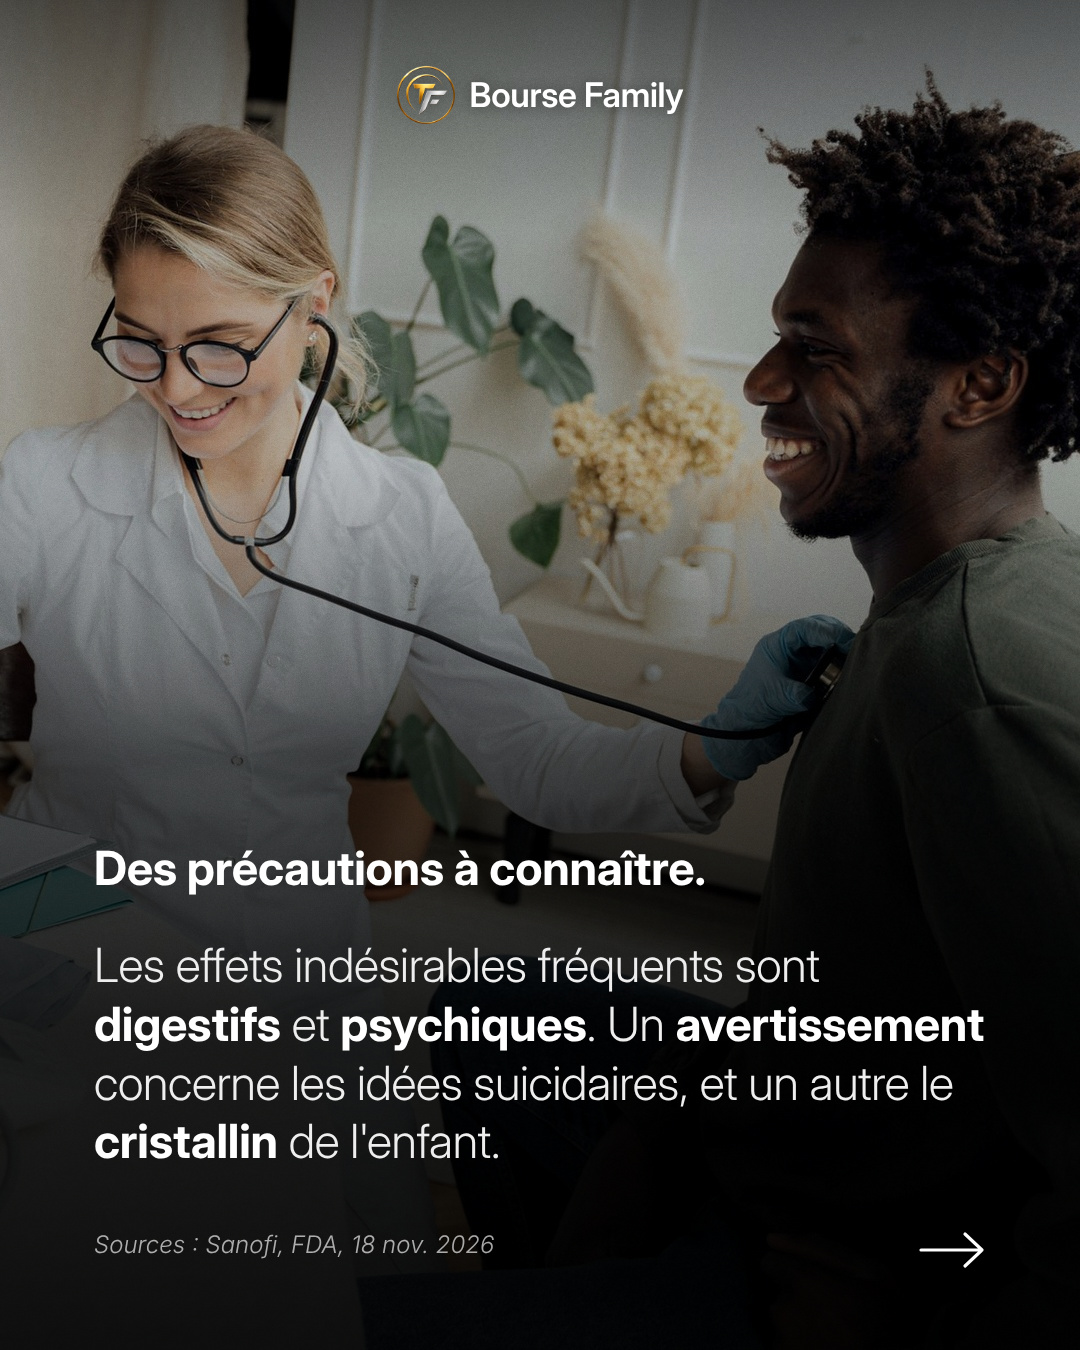 Bourse Family
Des précautions à connaître.
Les effets indésirables fréquents sont
digestifs et psychiques. Un avertissement
concerne les idées suicidaires, et un autre le
cristallin de l'enfant.
Sources : Sanofi, FDA, 18 nov. 2026